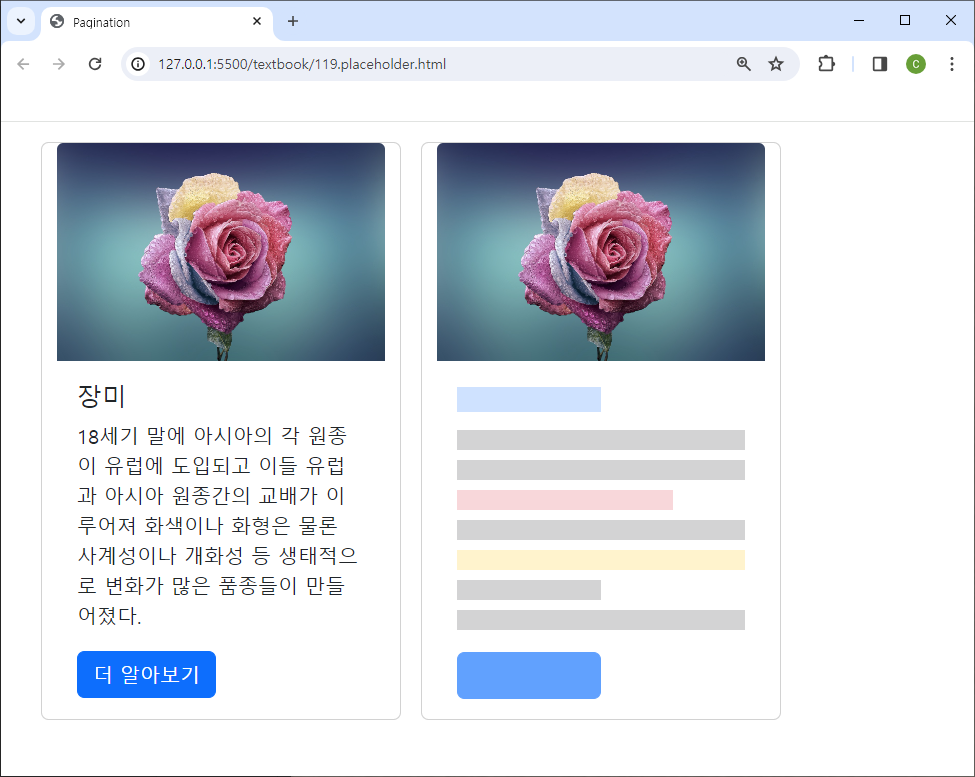 Pagination
127.0.0.1:5500/textbook/119.placeholder.html
C
장미
18세기 말에 아시아의 각 원종
이 유럽에 도입되고 이들 유럽
과 아시아 원종간의 교배가 이
루어져 화색이나 화형은 물론
사계성이나 개화성 등 생태적으
로 변화가 많은 품종들이 만들
어졌다.
더 알아보기